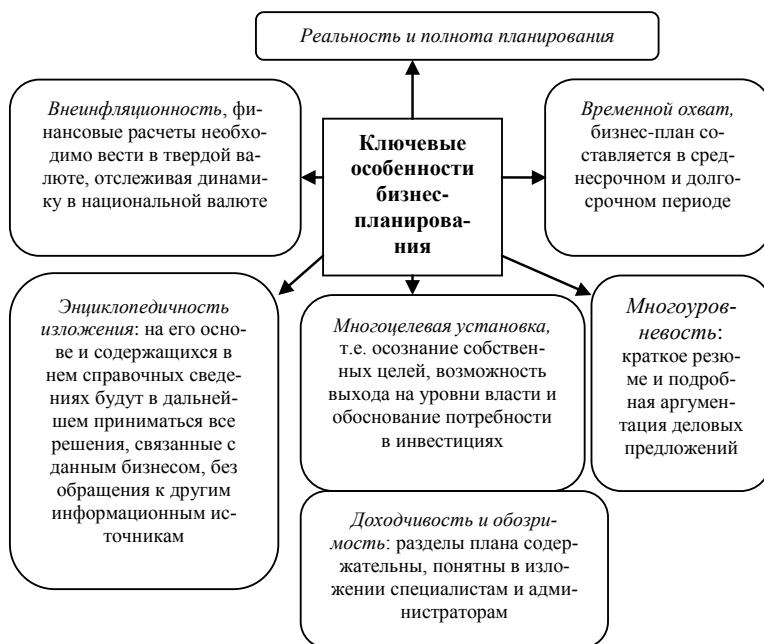 Реальность и полнота планирования
Внеинфляционность, фи-
нансовые расчеты необхо-
димо вести в твердой ва-
люте, отслеживая динами-
ку в национальной валюте
Ключевые
особенности
бизнес-
планирова-
ния
Временной охват,
бизнес-план со-
ставляется в сред-
несрочном и долго-
срочном периоде
Энциклопедичность
изложения: на его осно-
ве и содержащихся в
нем справочных сведе-
ниях будут в дальней-
шем приниматься все
решения, связанные с
данным бизнесом, без
обращения к другим
информационным ис-
точникам
Многоцелевая установка,
т.е. осознание собствен-
ных целей, возможность
выхода на уровни власти и
обоснование потребности
в инвестициях
Многоуров-
невость:
краткое резю-
ме и подроб-
ная аргумен-
тация деловых
предложений
Доходчивость и обозри-
мость: разделы плана содер-
жательны, понятны в изло-
жении специалистам и адми-
нистраторам